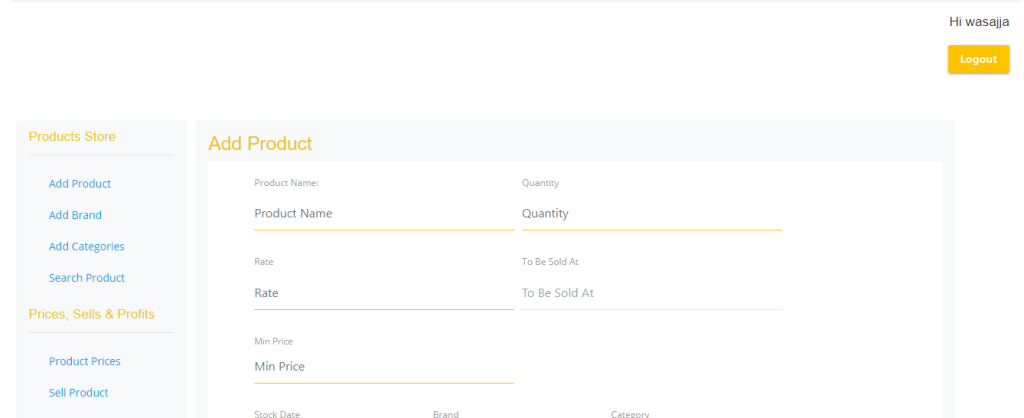 Hi wasajja
Logout
Products Store
Add Product
Add Brand
Add Categories
Search Product
Prices, Sells & Profits
Product Prices
Sell Product
Add Product
Product Name: Quantity
Product Name Quantity
Rate To Be Sold At
Rate To Be Sold At
Min Price
Min Price
Stock Date Brand Category